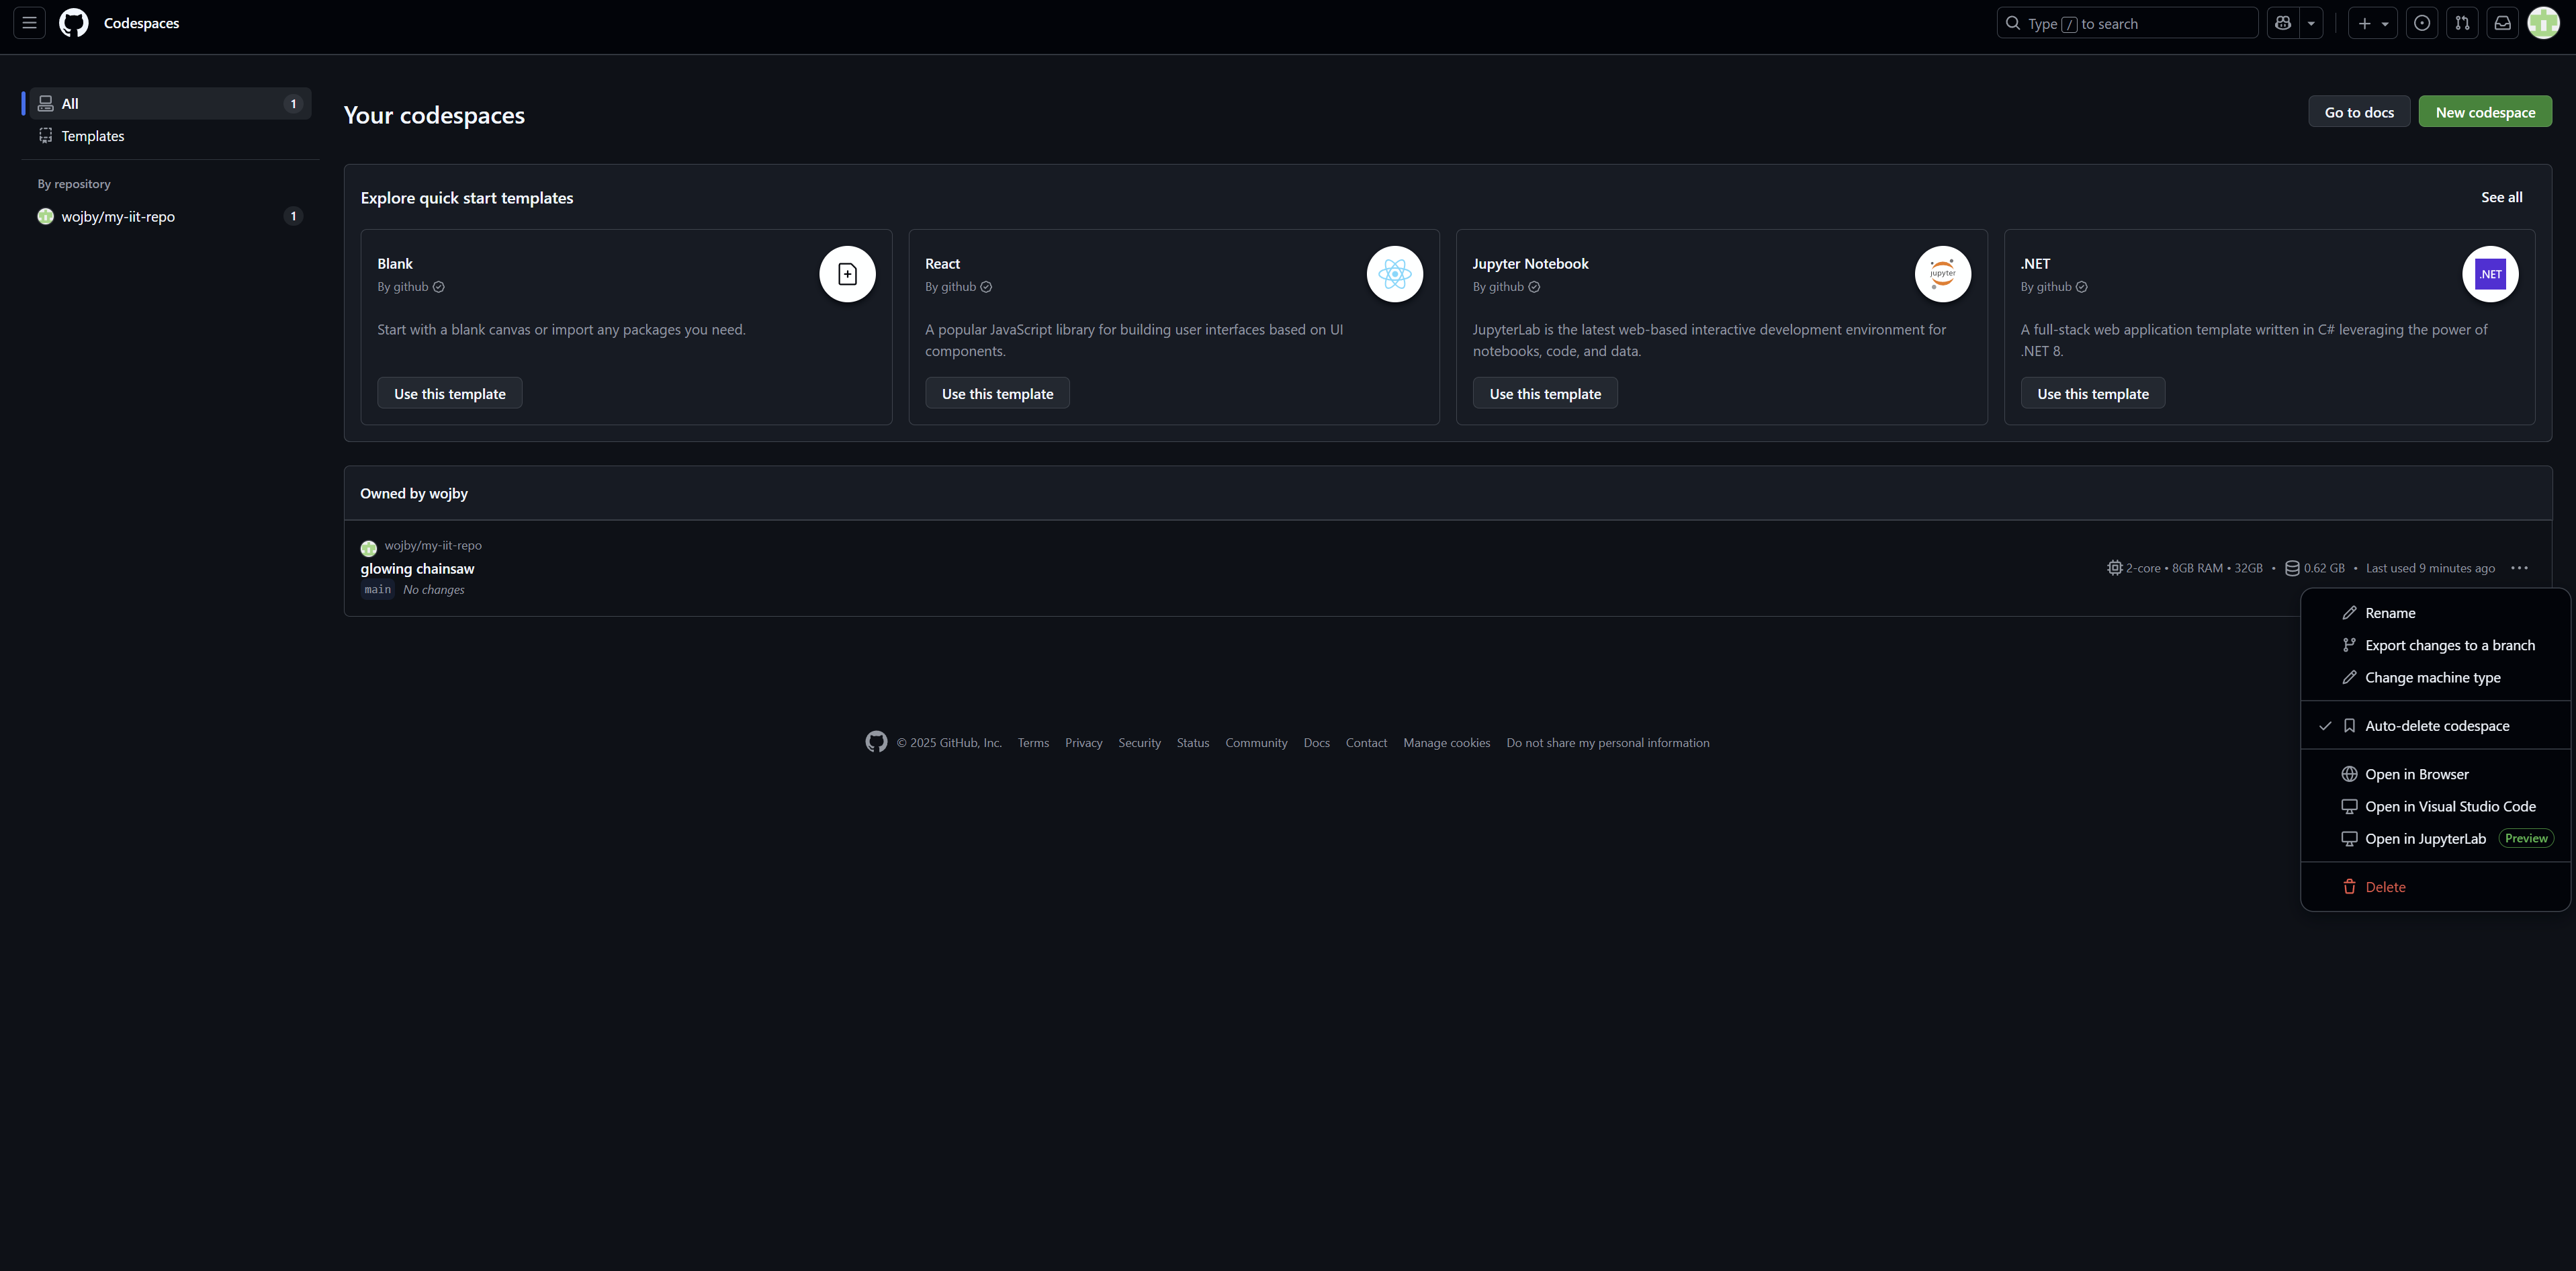 Codespaces
Type / to search
All 1
Templates
By repository
wojby/my-iit-repo 1
Your codespaces
Go to docs
New codespace
Explore quick start templates
See all
Blank
By github
Start with a blank canvas or import any packages you need.
Use this template
React
By github
A popular JavaScript library for building user interfaces based on UI
components.
Use this template
Jupyter Notebook
By github
jupyter
JupyterLab is the latest web-based interactive development environment for
notebooks, code, and data.
Use this template
.NET
By github
.NET
A full-stack web application template written in C# leveraging the power of
.NET 8.
Use this template
Owned by wojby
wojby/my-iit-repo
glowing chainsaw
main No changes
2-core • 8GB RAM • 32GB • 0.62 GB • Last used 9 minutes ago
Rename
Export changes to a branch
Change machine type
Auto-delete codespace
Open in Browser
Open in Visual Studio Code
Open in JupyterLab Preview
Delete
© 2025 GitHub, Inc. Terms Privacy Security Status Community Docs Contact Manage cookies Do not share my personal information